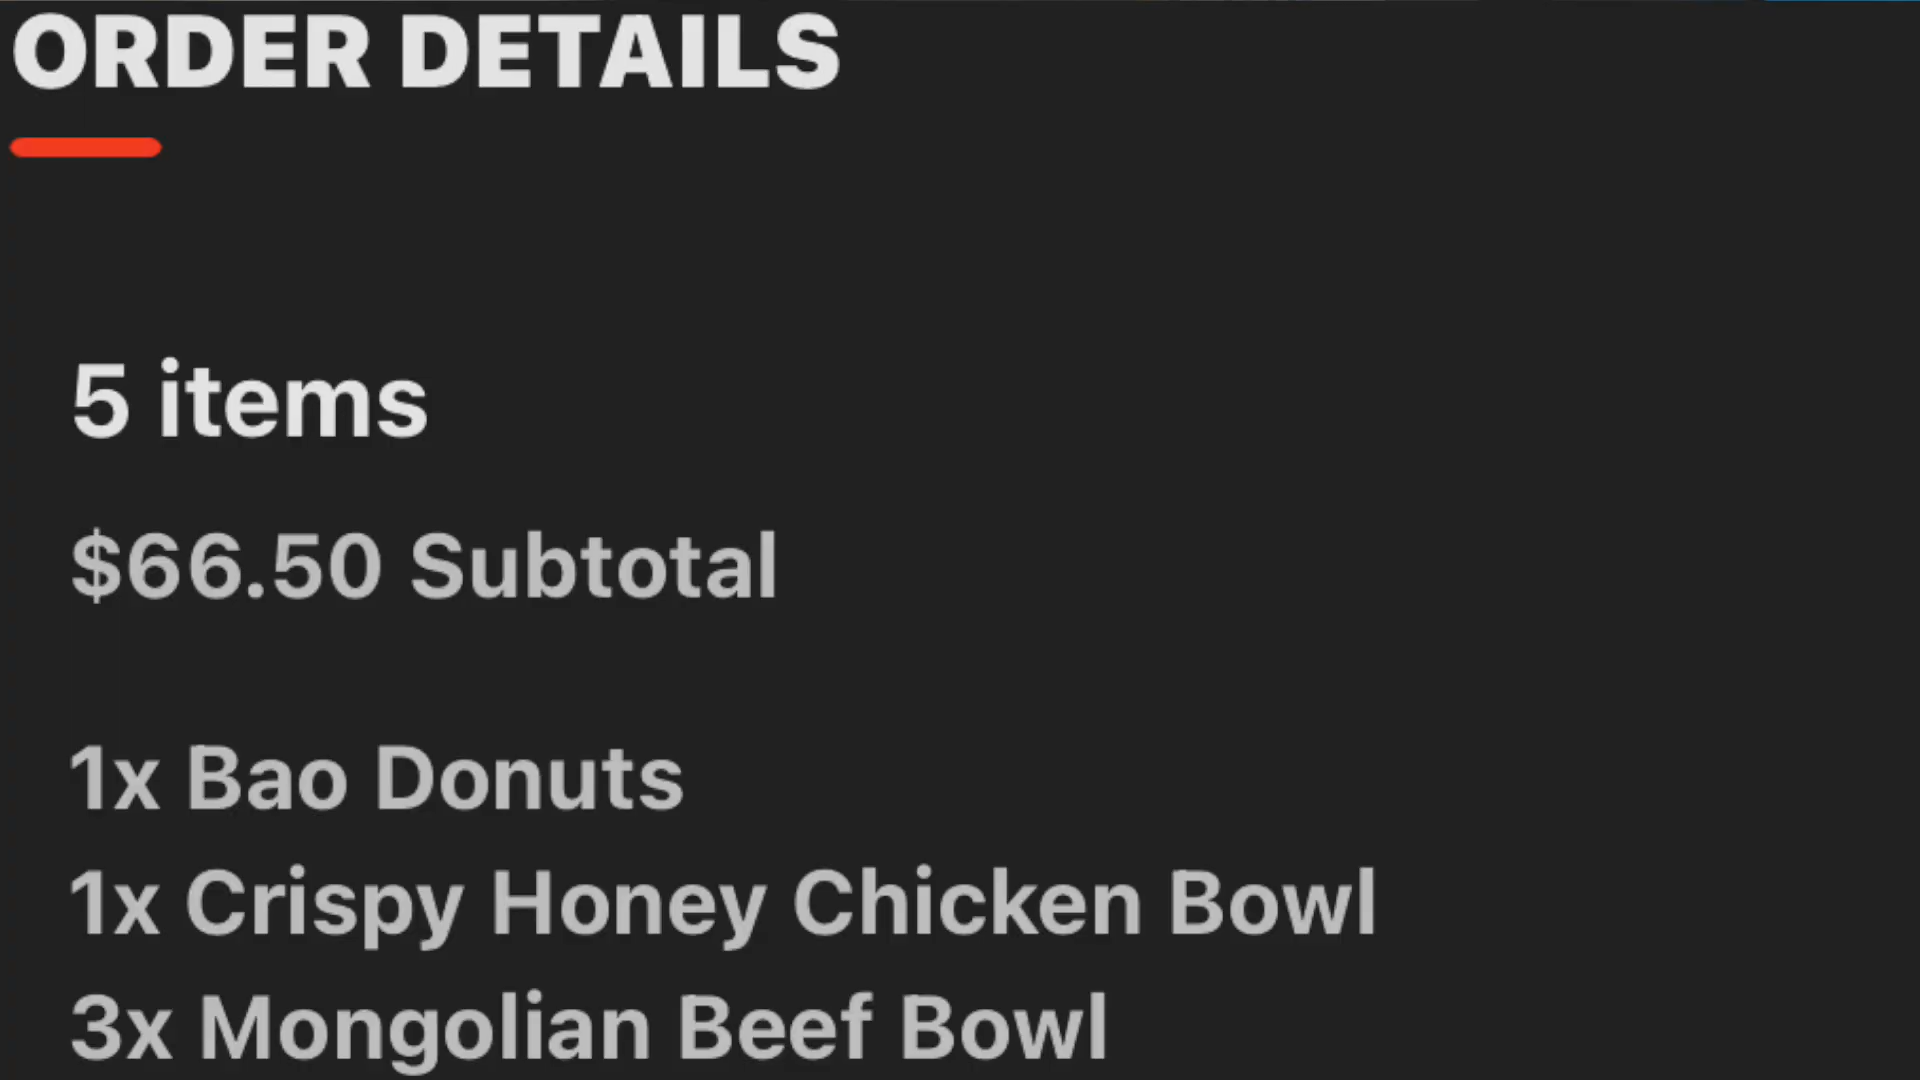 ORDER DETAILS
5 items
$66.50 Subtotal
1x Bao Donuts
1x Crispy Honey Chicken Bowl
3x Mongolian Beef Bowl